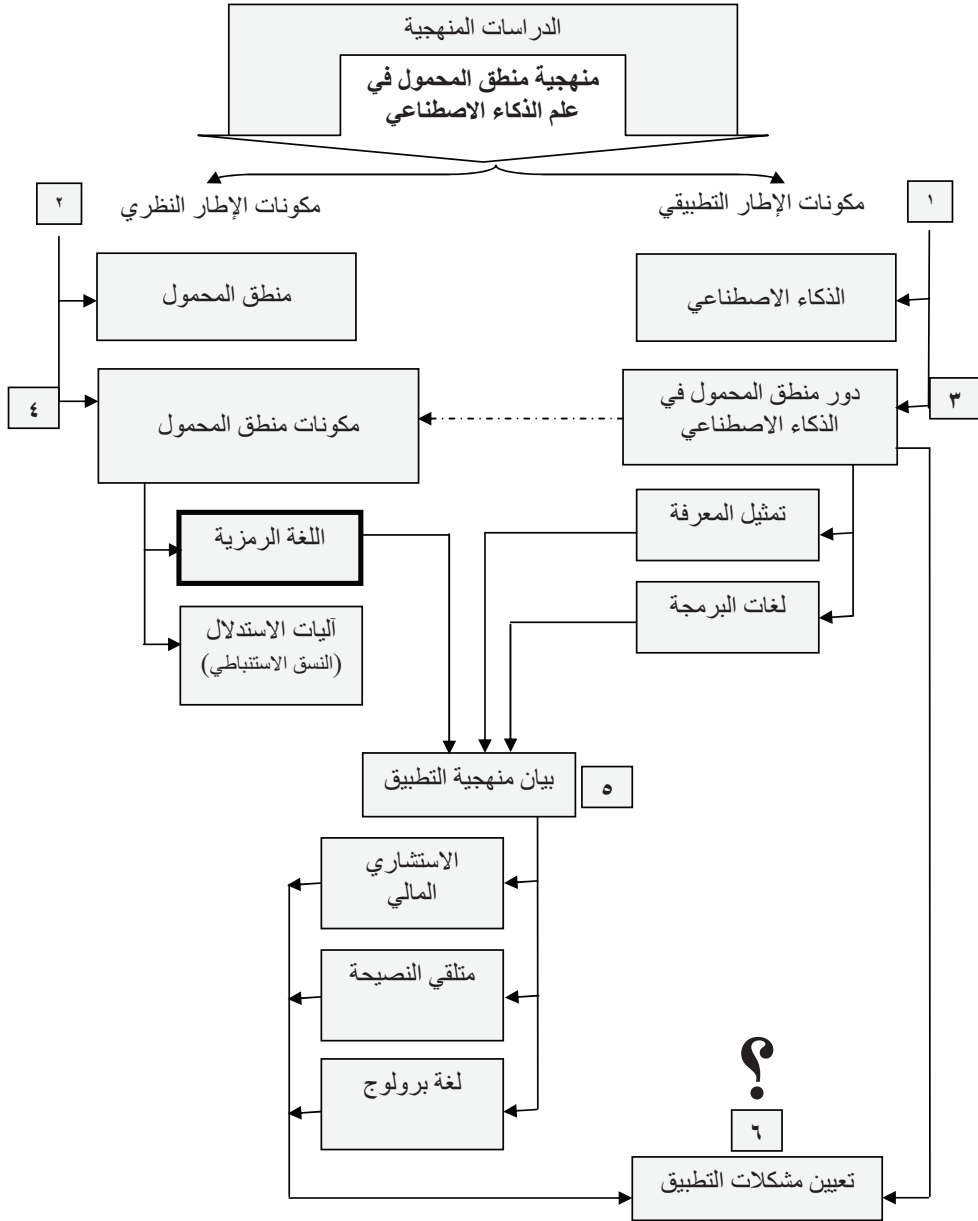 الدراسات المنهجية
منهجية منطق المحمول في
علم الذكاء الاصطناعي
١
مكونات الإطار التطبيقي
مكونات الإطار النظري
٢
الذكاء الاصطناعي
منطق المحمول
٣
دور منطق المحمول في
الذكاء الاصطناعي
مكونات منطق المحمول
٤
تمثيل المعرفة
اللغة الرمزية
لغات البرمجة
آليات الاستدلال
(النسق الاستنباطي)
بيان منهجية التطبيق
٥
الاستشاري
المالي
متلقي النصيحة
لغة برولوج
؟
٦
تعيين مشكلات التطبيق